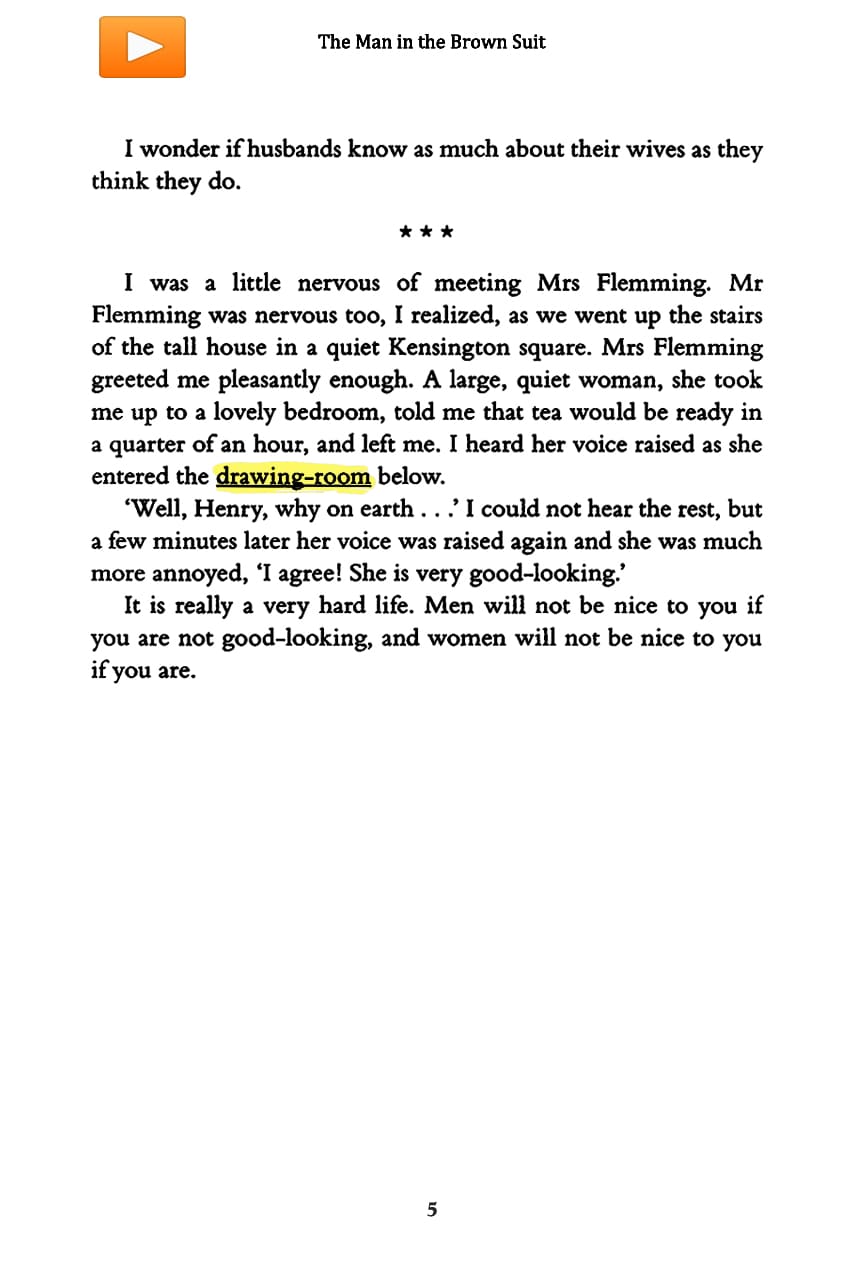 The Man in the Brown Suit
I wonder if husbands know as much about their wives as they
think they do.
★ ★ ★
I was a little nervous of meeting Mrs Flemming. Mr
Flemming was nervous too, I realized, as we went up the stairs
of the tall house in a quiet Kensington square. Mrs Flemming
greeted me pleasantly enough. A large, quiet woman, she took
me up to a lovely bedroom, told me that tea would be ready in
a quarter of an hour, and left me. I heard her voice raised as she
entered the drawing-room below.
‘Well, Henry, why on earth . . .’ I could not hear the rest, but
a few minutes later her voice was raised again and she was much
more annoyed, ‘I agree! She is very good-looking.’
It is really a very hard life. Men will not be nice to you if
you are not good-looking, and women will not be nice to you
if you are.
5